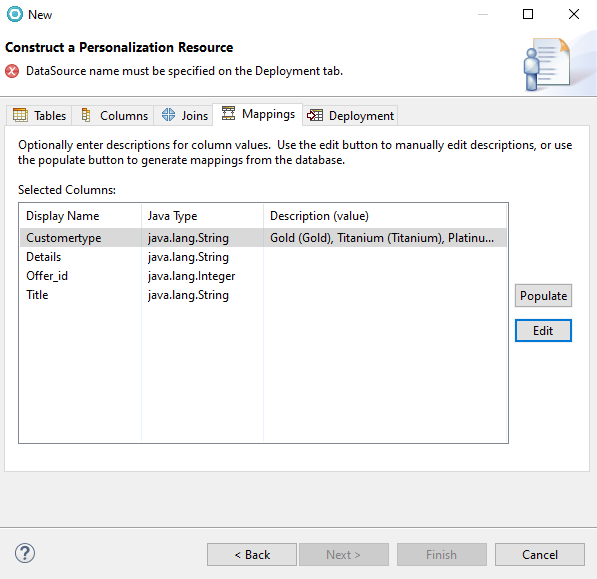 New
Construct a Personalization Resource
DataSource name must be specified on the Deployment tab.
Tables Columns Joins Mappings Deployment
Optionally enter descriptions for column values. Use the edit button to manually edit descriptions, or use
the populate button to generate mappings from the database.
Selected Columns:
Display Name Java Type Description (value)
Customertype java.lang.String Gold (Gold), Titanium (Titanium), Platinu...
Details java.lang.String
Offer_id java.lang.Integer
Title java.lang.String
Populate
Edit
? < Back Next > Finish Cancel